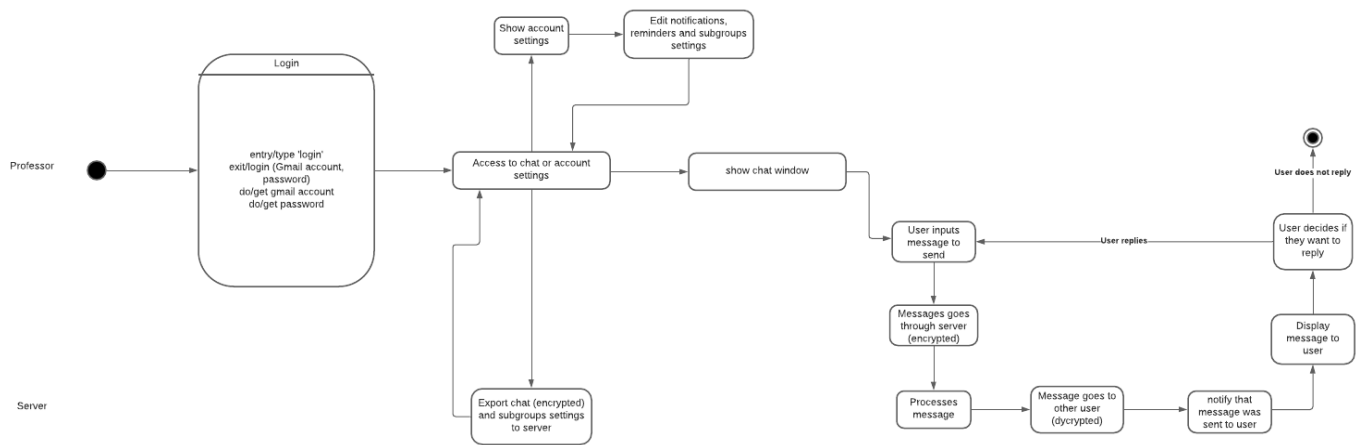 Show account
settings
Edit notifications,
reminders and subgroups
settings
Login
entry/type 'login'
exit/login (Gmail account,
password)
do/get gmail account
do/get password
Professor
Access to chat or account
settings
show chat window
User does not reply
User inputs
message to
send
User replies
User decides if
they want to
reply
Messages goes
through server
(encrypted)
Display
message to
user
Server
Export chat (encrypted)
and subgroups settings
to server
Processes
message
Message goes to
other user
(dycrypted)
notify that
message was
sent to user